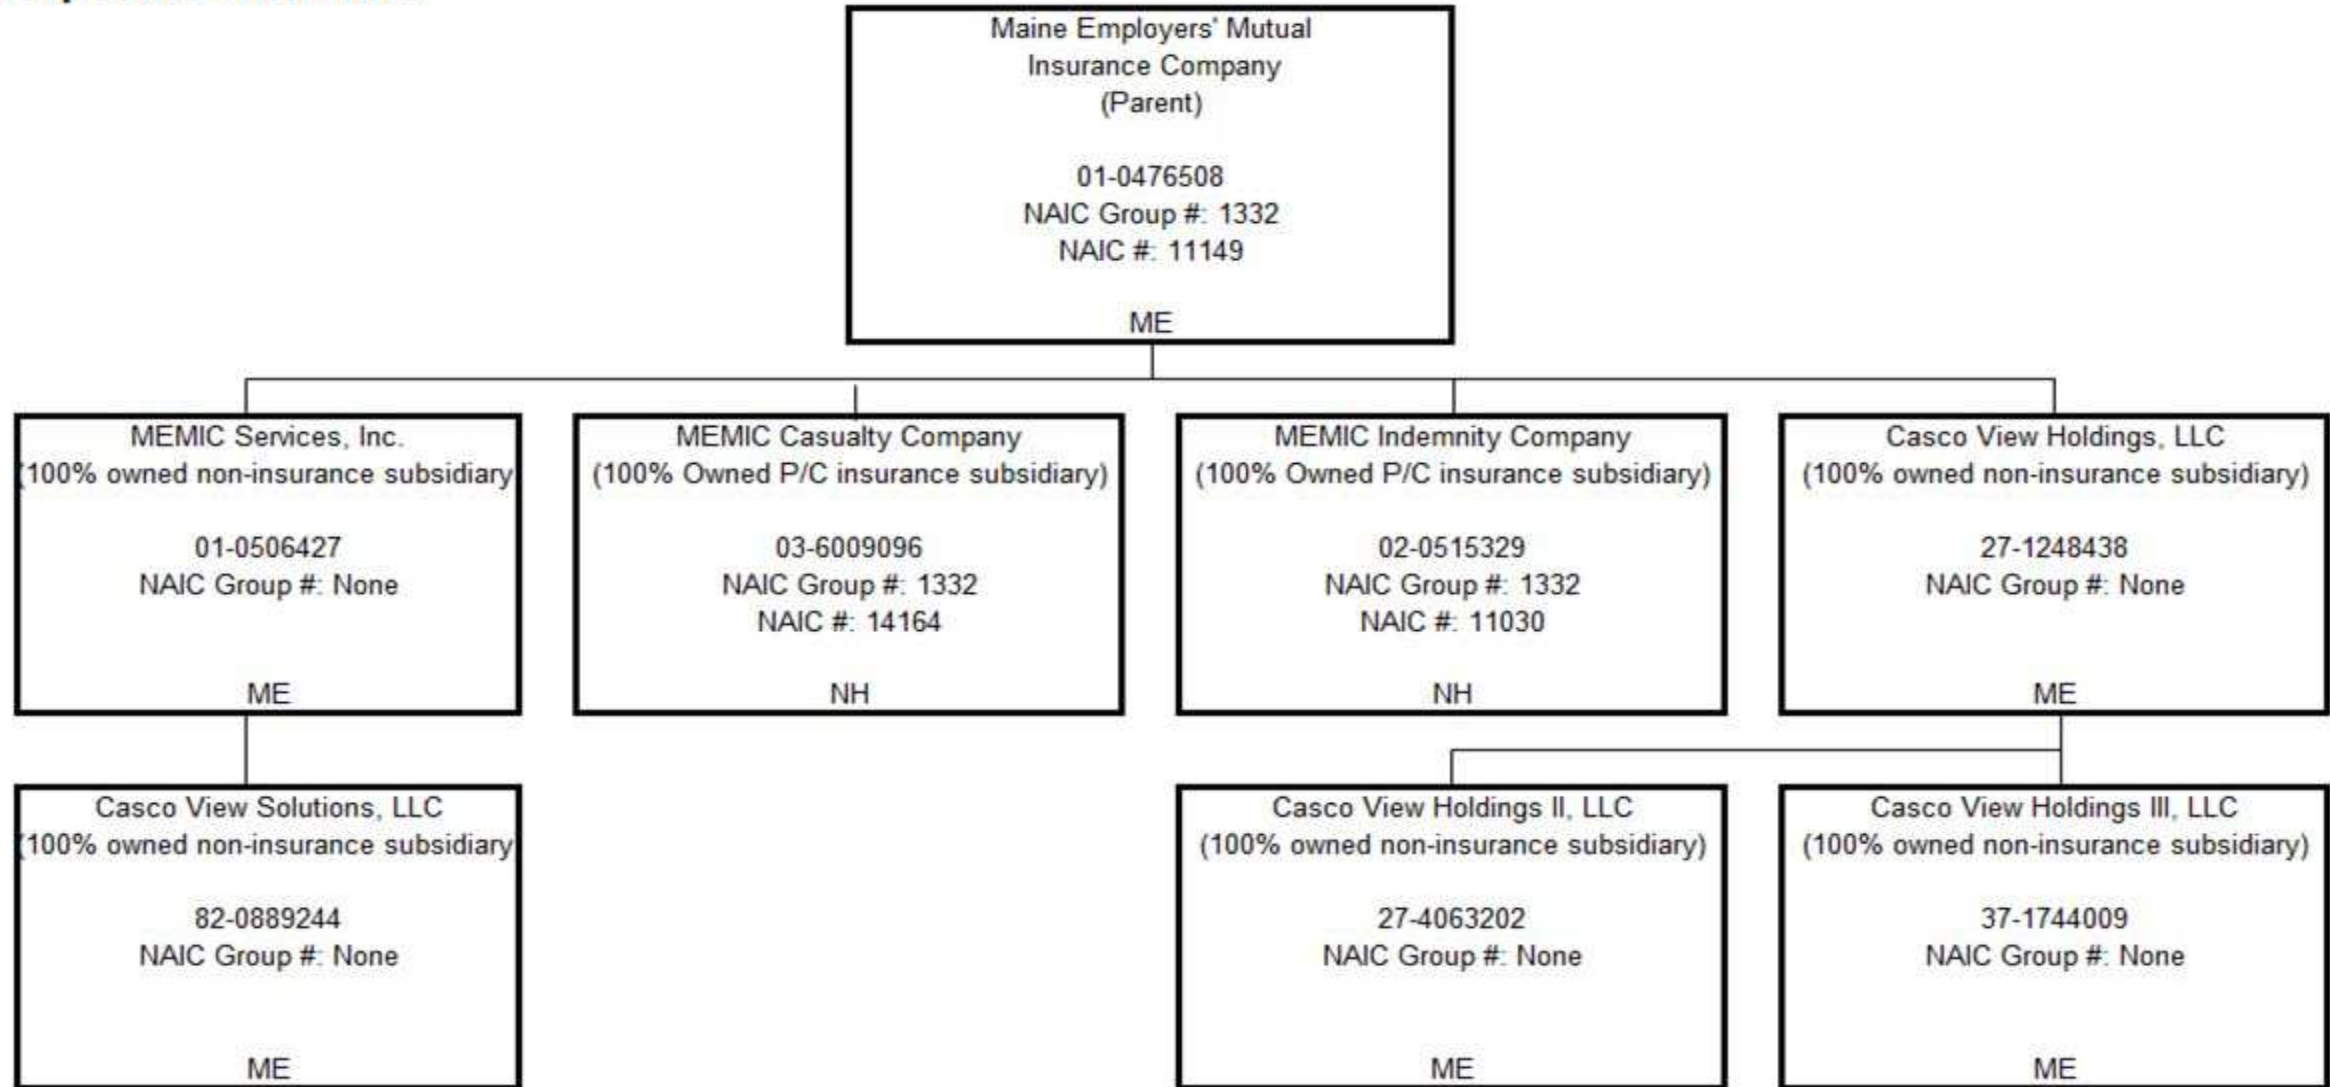 Maine Employers' Mutual
Insurance Company
(Parent)
01-0476508
NAIC Group #: 1332
NAIC #: 11149
ME
MEMIC Services, Inc.
(100% owned non-insurance subsidiary
01-0506427
NAIC Group #: None
ME
MEMIC Casualty Company
(100% Owned P/C insurance subsidiary)
03-6009096
NAIC Group #: 1332
NAIC #: 14164
NH
MEMIC Indemnity Company
(100% Owned P/C insurance subsidiary)
02-0515329
NAIC Group #: 1332
NAIC #: 11030
NH
Casco View Holdings, LLC
(100% owned non-insurance subsidiary)
27-1248438
NAIC Group #: None
ME
Casco View Solutions, LLC
(100% owned non-insurance subsidiary
82-0889244
NAIC Group #: None
ME
Casco View Holdings II, LLC
(100% owned non-insurance subsidiary)
27-4063202
NAIC Group #: None
ME
Casco View Holdings III, LLC
(100% owned non-insurance subsidiary)
37-1744009
NAIC Group #: None
ME